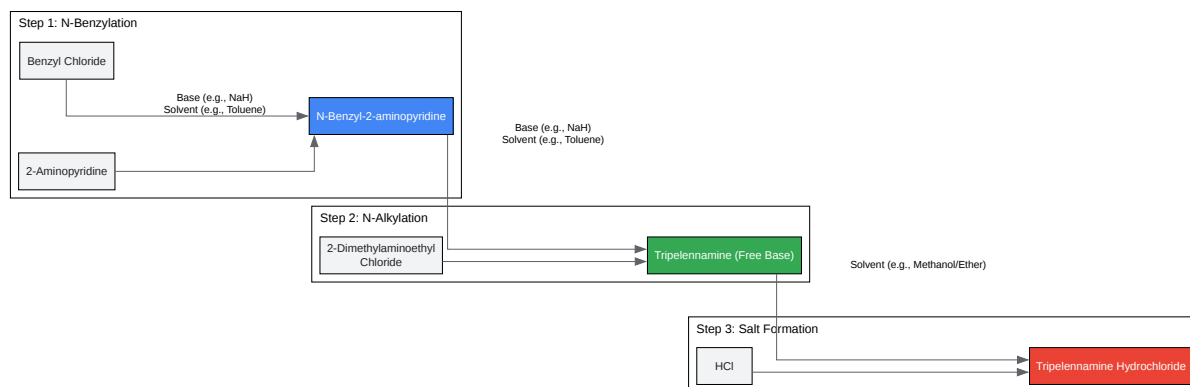 Step 1: N-Benzylation
Benzyl Chloride
Base (e.g., NaH)
Solvent (e.g., Toluene)
N-Benzyl-2-aminopyridine
2-Aminopyridine
Base (e.g., NaH)
Solvent (e.g., Toluene)
Step 2: N-Alkylation
2-Dimethylaminoethyl
Chloride
Tripelennamine (Free Base)
Solvent (e.g., Methanol/Ether)
Step 3: Salt Formation
HCl
Tripelennamine Hydrochloride